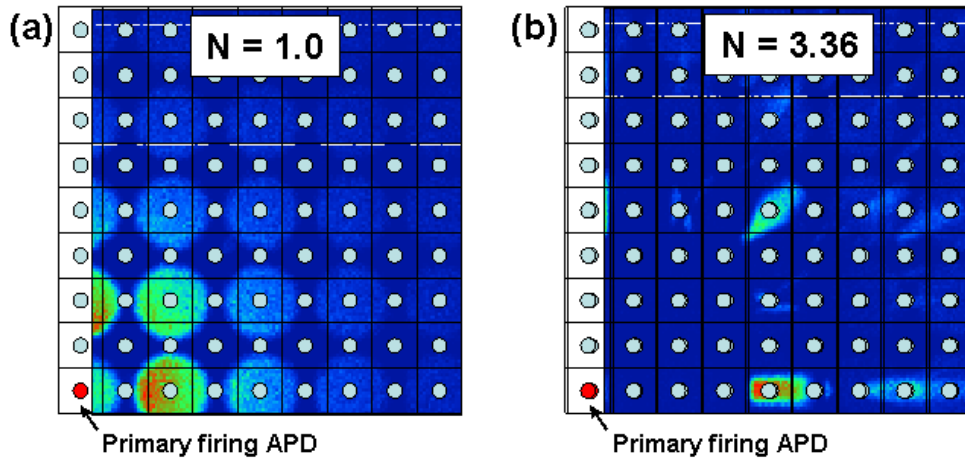 (a)
N = 1.0
Primary firing APD
(b)
N = 3.36
Primary firing APD